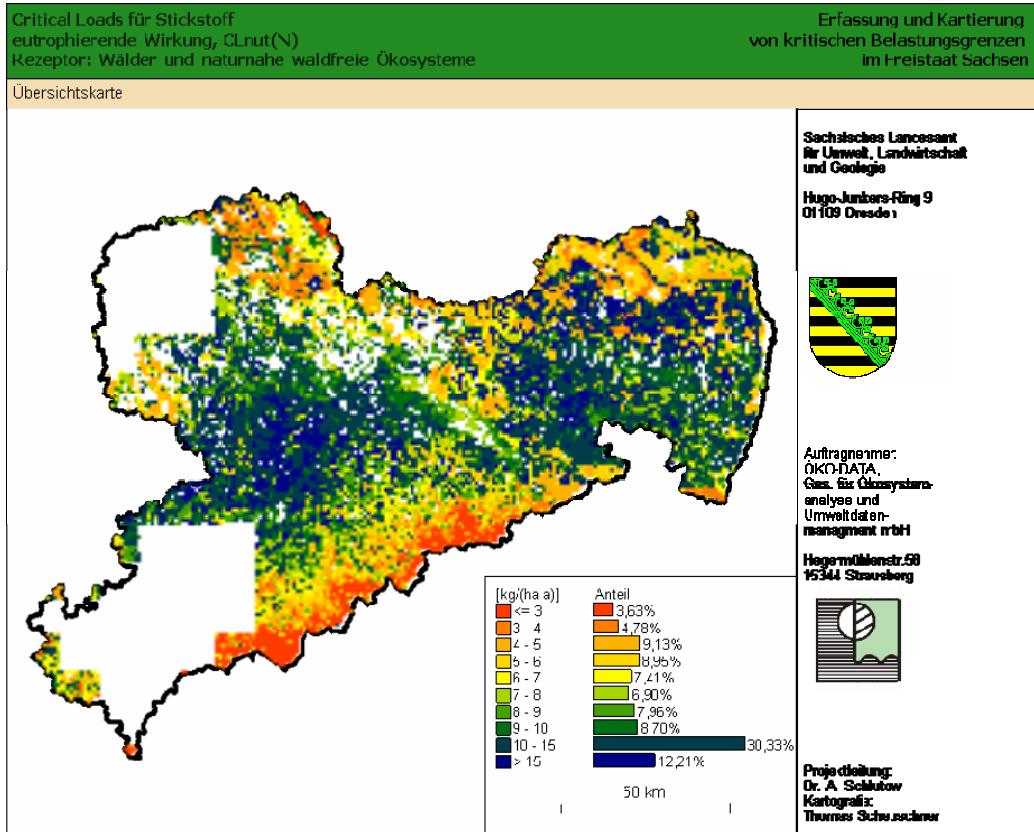 Critical Loads für Stickstoff
eutrophierende Wirkung, CLnut(N)
Rezeptor: Wälder und naturnahe waldfreie Ökosysteme
Erfassung und Kartierung
von kritischen Belastungsgrenzen
im Freistaat Sachsen
Übersichtskarte
Sächsisches Landesamt
für Umwelt, Landwirtschaft
und Geologie
Hugo-Junkers-Ring 9
01109 Dresden
Auftragnehmer:
ÖKO-DATA,
Ges. für Ökosystem-
analyse und
Umweltdaten-
managment mbH
Hegermühlenstr.58
15344 Strausberg
[kg/(ha a)] Anteil
<= 3 3,63%
3 - 4 4,78%
4 - 5 9,13%
5 - 6 8,95%
6 - 7 7,41%
7 - 8 6,90%
8 - 9 7,96%
9 - 10 8,70%
10 - 15 30,33%
> 15 12,21%
50 km
Projektleitung:
Dr. A. Schlutow
Kartografie:
Thomas Scheuschner